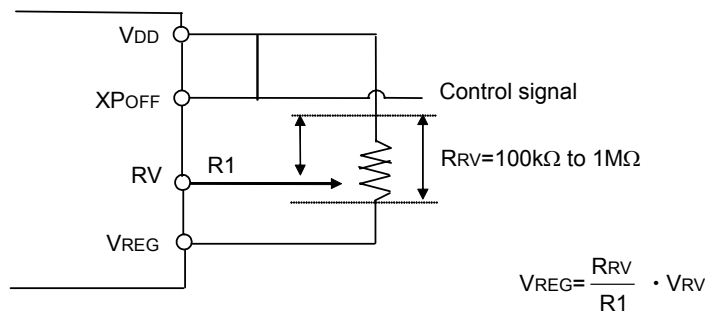 VDD
XPOFF
Control signal
RRV=100kΩ to 1MΩ
RV
R1
VREG
VREG=RRV/R1 · VRV